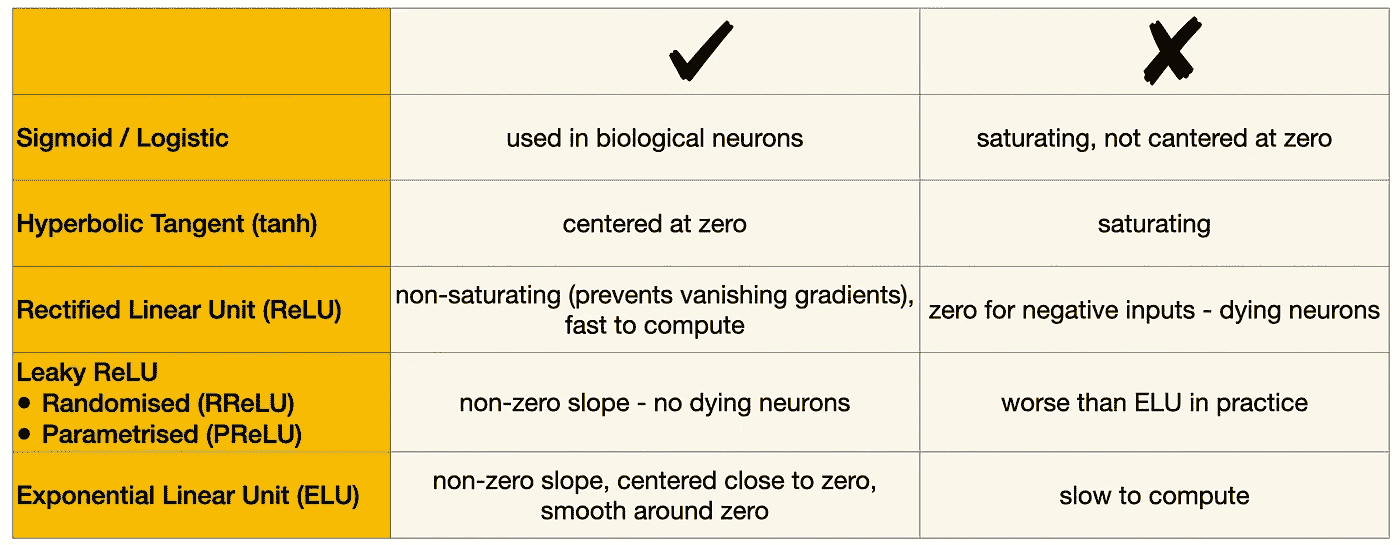 Sigmoid / Logistic
used in biological neurons
saturating, not cantered at zero
Hyperbolic Tangent (tanh)
centered at zero
saturating
Rectified Linear Unit (ReLU)
non-saturating (prevents vanishing gradients),
fast to compute
zero for negative inputs - dying neurons
Leaky ReLU
• Randomised (RReLU)
• Parametrised (PReLU)
non-zero slope - no dying neurons
worse than ELU in practice
Exponential Linear Unit (ELU)
non-zero slope, centered close to zero,
smooth around zero
slow to compute